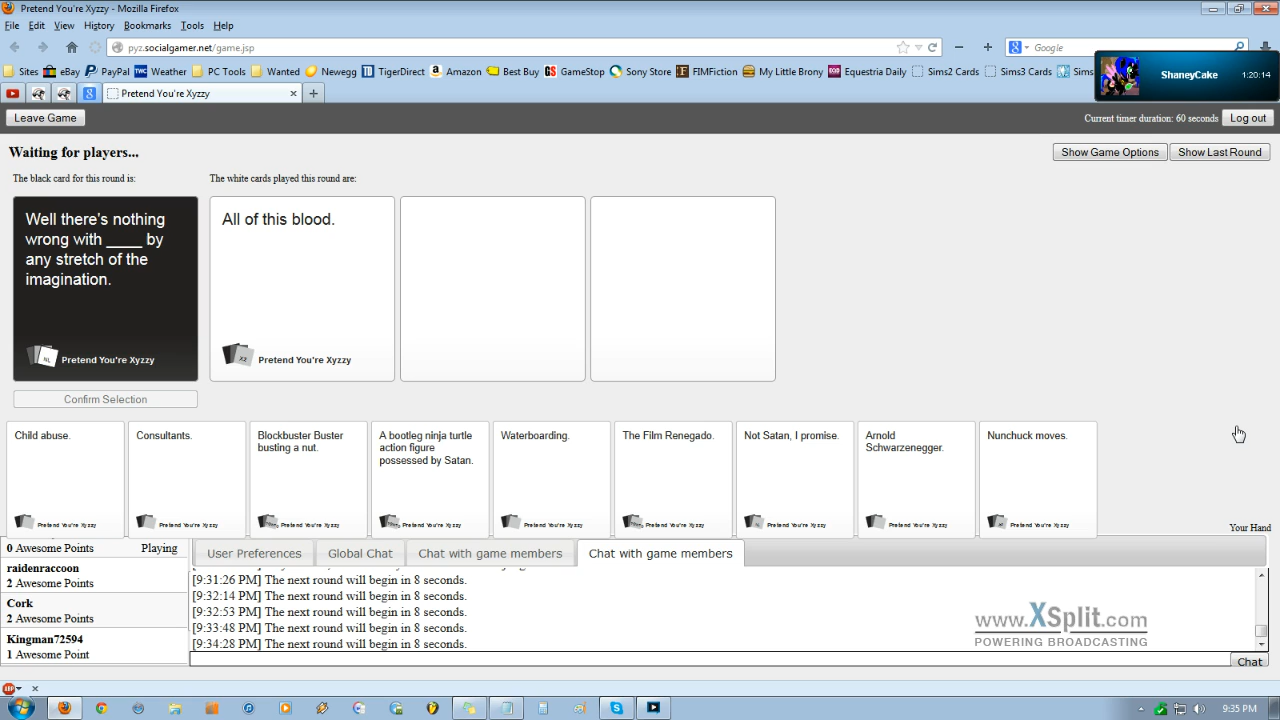 Pretend You're Xyzzy - Mozilla Firefox
File Edit View History Bookmarks Tools Help
pyz.socialgamer.net/game.jsp
Google
Sites eBay PayPal Weather PC Tools Wanted Newegg TigerDirect Amazon Best Buy GameStop Sony Store FIMFiction My Little Brony Equestria Daily Sims2 Cards Sims3 Cards Sims
ShaneyCake 1:20:14
Pretend You're Xyzzy
Leave Game
Current timer duration: 60 seconds Log out
Waiting for players...
Show Game Options Show Last Round
The black card for this round is:
The white cards played this round are:
Well there's nothing
wrong with ____ by
any stretch of the
imagination.
Pretend You're Xyzzy
All of this blood.
Pretend You're Xyzzy
Confirm Selection
Child abuse.
Pretend You're Xyzzy
Consultants.
Pretend You're Xyzzy
Blockbuster Buster
busting a nut.
Pretend You're Xyzzy
A bootleg ninja turtle
action figure
possessed by Satan.
Pretend You're Xyzzy
Waterboarding.
Pretend You're Xyzzy
The Film Renegado.
Pretend You're Xyzzy
Not Satan, I promise.
Pretend You're Xyzzy
Arnold
Schwarzenegger.
Pretend You're Xyzzy
Nunchuck moves.
Pretend You're Xyzzy
Your Hand
0 Awesome Points Playing
raidenraccoon
2 Awesome Points
Cork
2 Awesome Points
Kingman72594
1 Awesome Point
User Preferences Global Chat Chat with game members Chat with game members
[9:31:26 PM] The next round will begin in 8 seconds.
[9:32:14 PM] The next round will begin in 8 seconds.
[9:32:53 PM] The next round will begin in 8 seconds.
[9:33:48 PM] The next round will begin in 8 seconds.
[9:34:28 PM] The next round will begin in 8 seconds.
Chat
www.XSplit.com
POWERING BROADCASTING
9:35 PM